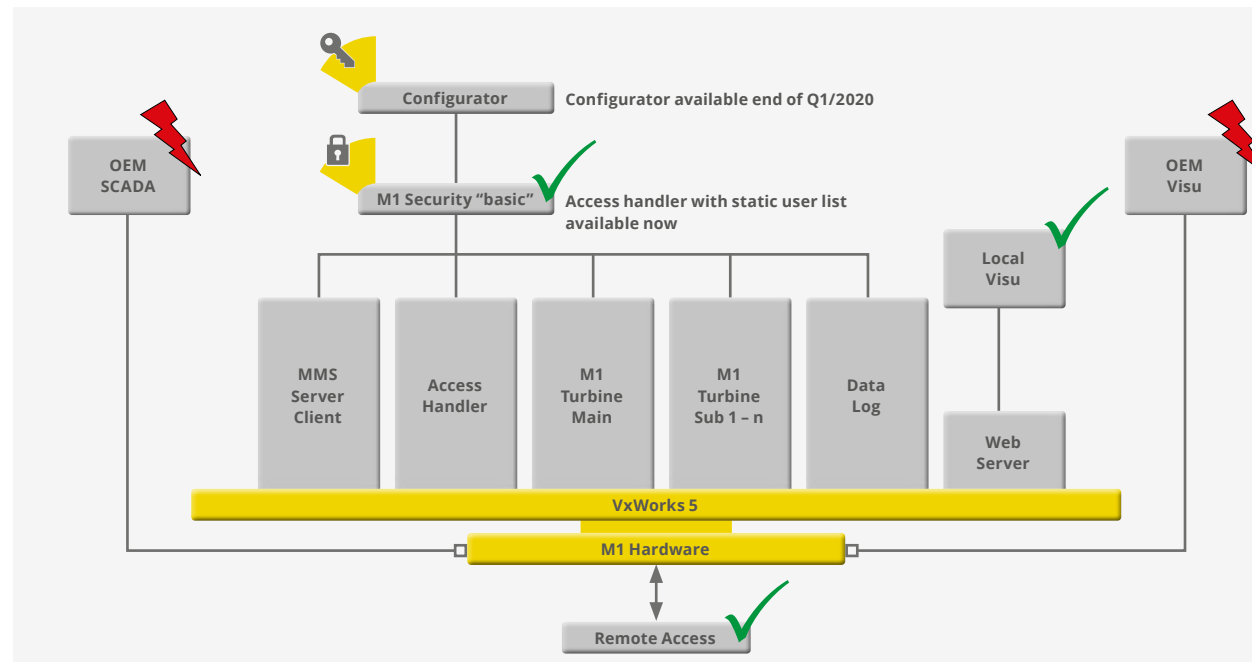 Configurator
Configurator available end of Q1/2020
OEM
SCADA
M1 Security “basic”
Access handler with static user list
available now
OEM
Visu
Local
Visu
MMS
Server
Client
Access
Handler
M1
Turbine
Main
M1
Turbine
Sub 1 – n
Data
Log
Web
Server
VxWorks 5
M1 Hardware
Remote Access